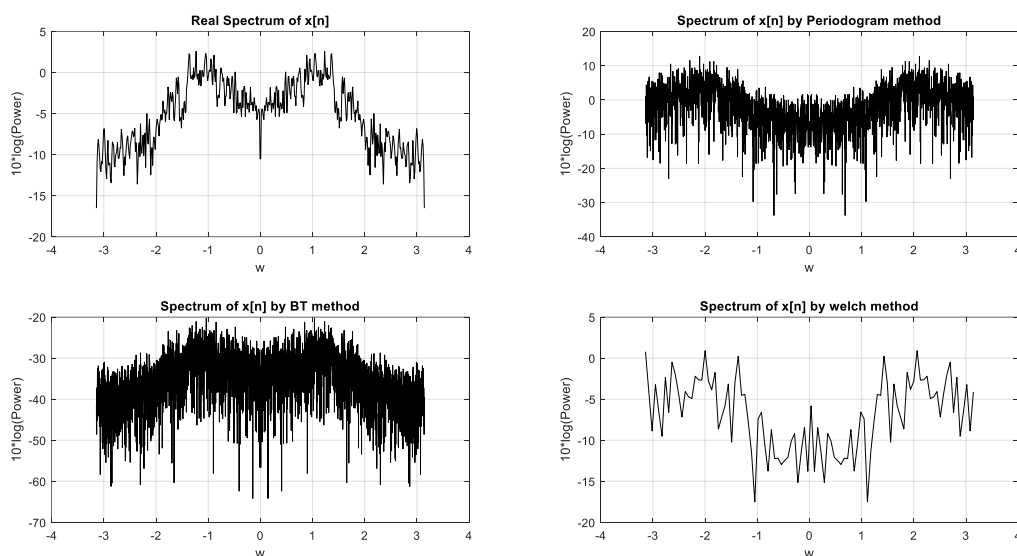 Real Spectrum of x[n]
5
0
-5
-10
-15
-20
10*log(Power)
-4 -3 -2 -1 0 1 2 3 4
w
Spectrum of x[n] by Periodogram method
20
10
0
-10
-20
-30
-40
10*log(Power)
-4 -3 -2 -1 0 1 2 3 4
w
Spectrum of x[n] by BT method
-20
-30
-40
-50
-60
-70
10*log(Power)
-4 -3 -2 -1 0 1 2 3 4
w
Spectrum of x[n] by welch method
5
0
-5
-10
-15
-20
10*log(Power)
-4 -3 -2 -1 0 1 2 3 4
w